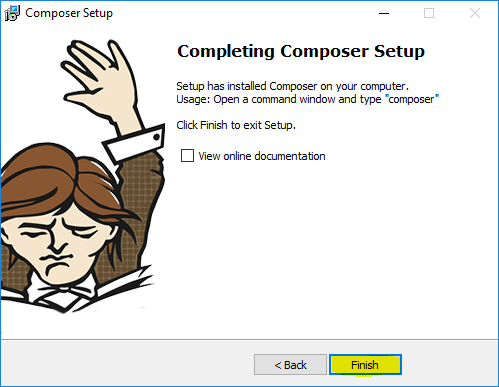 Composer Setup
Completing Composer Setup
Setup has installed Composer on your computer.
Usage: Open a command window and type "composer"
Click Finish to exit Setup.
View online documentation
< Back
Finish